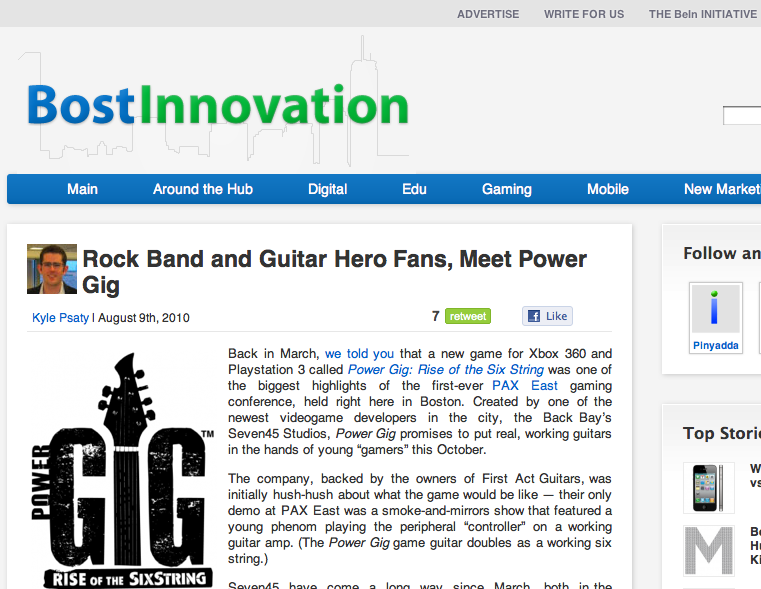 ADVERTISE WRITE FOR US THE BeIn INITIATIVE
BostInnovation
Main Around the Hub Digital Edu Gaming Mobile New Market
Rock Band and Guitar Hero Fans, Meet Power
Gig
Kyle Psaty | August 9th, 2010
7 retweet Like
Back in March, we told you that a new game for Xbox 360 and
Playstation 3 called Power Gig: Rise of the Six String was one of
the biggest highlights of the first-ever PAX East gaming
conference, held right here in Boston. Created by one of the
newest videogame developers in the city, the Back Bay’s
Seven45 Studios, Power Gig promises to put real, working guitars
in the hands of young “gamers” this October.
The company, backed by the owners of First Act Guitars, was
initially hush-hush about what the game would be like — their only
demo at PAX East was a smoke-and-mirrors show that featured a
young phenom playing the peripheral “controller” on a working
guitar amp. (The Power Gig game guitar doubles as a working six
string.)
Seven45 have come a long way since March, both in the
POWER
GIG™
RISE OF THE SIXSTRING
Follow an
Pinyadda
Top Stori
W
vs
Bo
Hu
Ki